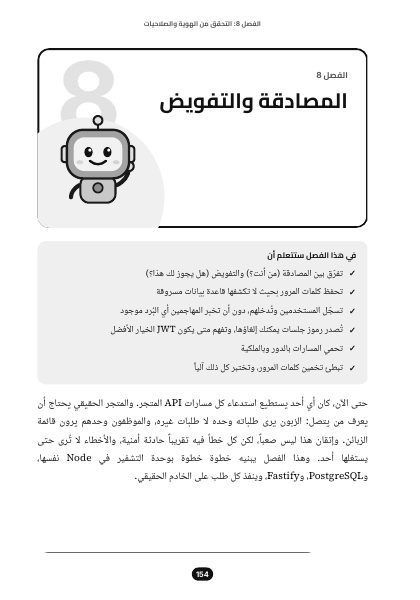 الفصل 8: التحقق من الهوية والصلاحيات
8
الفصل 8
المصادقة والتفويض
في هذا الفصل ستتعلم أن
✓ تفرّق بين المصادقة (من أنت؟) والتفويض (هل يجوز لك هذا؟)
✓ تحفظ كلمات المرور بحيث لا تكشفها قاعدة بيانات مسروقة
✓ تسجّل المستخدمين وتُدخلهم، دون أن تخبر المهاجمين أي البُرد موجود
✓ تُصدر رموز جلسات يمكنك إلغاؤها، وتفهم متى يكون JWT الخيار الأفضل
✓ تحمي المسارات بالدور وبالملكية
✓ تبطئ تخمين كلمات المرور، وتختبر كل ذلك آلياً
حتى الآن، كان أي أحد يستطيع استدعاء كل مسارات API المتجر. والمتجر الحقيقي يحتاج أن
يعرف من يتصل: الزبون يرى طلباته وحده لا طلبات غيره، والموظفون وحدهم يرون قائمة
الزبائن. وإتقان هذا ليس صعباً، لكن كل خطأ فيه تقريباً حادثة أمنية، والأخطاء لا تُرى حتى
يستغلها أحد. وهذا الفصل يبنيه خطوة خطوة بوحدة التشفير في Node نفسها،
وPostgreSQL، وFastify، وينفذ كل طلب على الخادم الحقيقي.
154